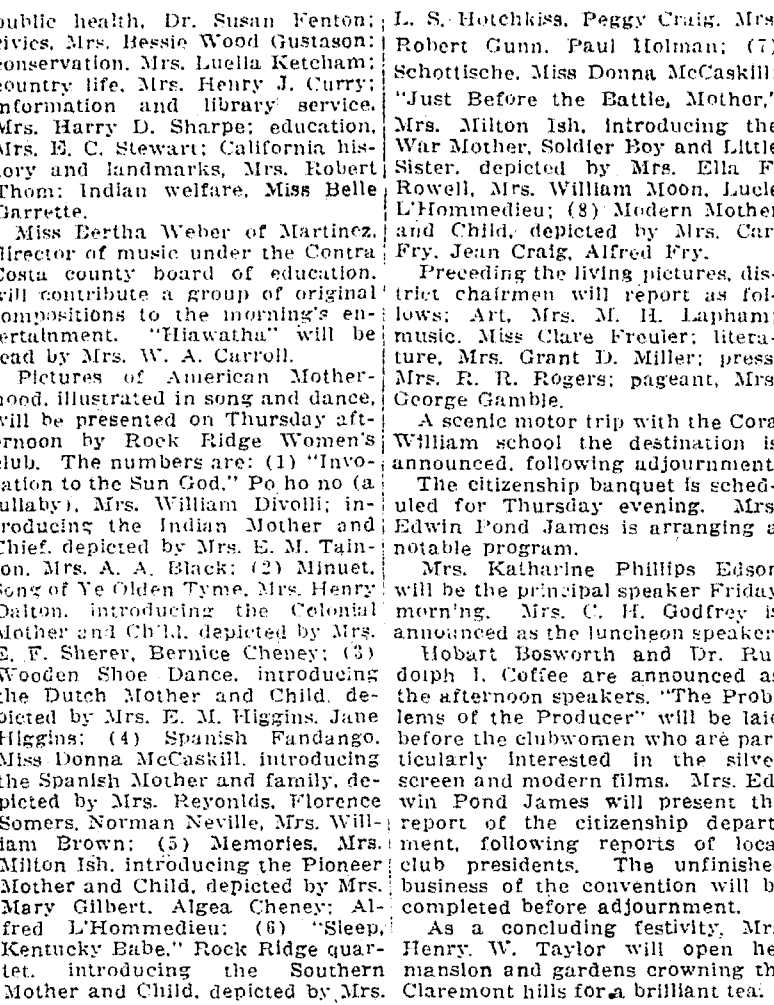 public health, Dr. Susan Fenton;
civics, Mrs. Bessie Wood Gustason;
conservation, Mrs. Luella Ketcham;
country life, Mrs. Henry J. Curry;
information and library service,
Mrs. Harry D. Sharpe; education,
Mrs. E. C. Stewart; California his-
tory and landmarks, Mrs. Robert
Thom; Indian welfare, Miss Belle
Garrette.
Miss Bertha Weber of Martinez,
director of music under the Contra
Costa county board of education,
will contribute a group of original
compositions to the morning's en-
ertainment. "Hiawatha" will be
read by Mrs. W. A. Carroll.
Pictures of American Mother-
hood, illustrated in song and dance,
will be presented on Thursday aft-
ernoon by Rock Ridge Women's
club. The numbers are: (1) "Invo-
cation to the Sun God," Po ho no (a
lullaby), Mrs. William Divolli; in-
troducing the Indian Mother and
Chief, depicted by Mrs. E. M. Tain-
on, Mrs. A. A. Black; (2) Minuet,
Song of Ye Olden Tyme, Mrs. Henry
Dalton, introducing the Colonial
Mother and Child, depicted by Mrs.
E. F. Sherer, Bernice Cheney; (3)
Wooden Shoe Dance, introducing
the Dutch Mother and Child, de-
picted by Mrs. E. M. Higgins, Jane
Higgins; (4) Spanish Fandango,
Miss Donna McCaskill, introducing
the Spanish Mother and family, de-
picted by Mrs. Reyonlds, Florence
Somers, Norman Neville, Mrs. Will-
iam Brown; (5) Memories, Mrs.
Milton Ish, introducing the Pioneer
Mother and Child, depicted by Mrs.
Mary Gilbert, Algea Cheney; Al-
fred L'Hommedieu; (6) "Sleep,
Kentucky Babe," Rock Ridge quar-
tet, introducing the Southern
Mother and Child, depicted by Mrs.
L. S. Hotchkiss, Peggy Craig, Mrs
Robert Gunn, Paul Holman; (7)
Schottische, Miss Donna McCaskill;
"Just Before the Battle, Mother,"
Mrs. Milton Ish, introducing the
War Mother, Soldier Boy and Little
Sister, depicted by Mrs. Ella F
Rowell, Mrs. William Moon, Lucle
L'Hommedieu; (8) Modern Mother
and Child, depicted by Mrs. Car
Fry, Jean Craig, Alfred Fry.
Preceding the living pictures, dis-
trict chairmen will report as fol-
lows; Art, Mrs. M. H. Lapham;
music, Miss Clare Freuler; litera-
ture, Mrs. Grant D. Miller; press
Mrs. R. R. Rogers; pageant, Mrs
George Gamble.
A scenic motor trip with the Cora
William school the destination is
announced, following adjournment
The citizenship banquet is sched-
uled for Thursday evening. Mrs
Edwin Pond James is arranging a
notable program.
Mrs. Katharine Phillips Edson
will be the principal speaker Friday
morning. Mrs. C. H. Godfrey is
announced as the luncheon speaker
Hobart Bosworth and Dr. Ru-
dolph I. Coffee are announced as
the afternoon speakers. "The Prob
lems of the Producer" will be laid
before the clubwomen who are par
ticularly interested in the silve
screen and modern films. Mrs. Ed
win Pond James will present th
report of the citizenship depart
ment, following reports of loca
club presidents. The unfinishe
business of the convention will b
completed before adjournment.
As a concluding festivity, Mr
Henry. W. Taylor will open he
mansion and gardens crowning th
Claremont hills for a brilliant tea.